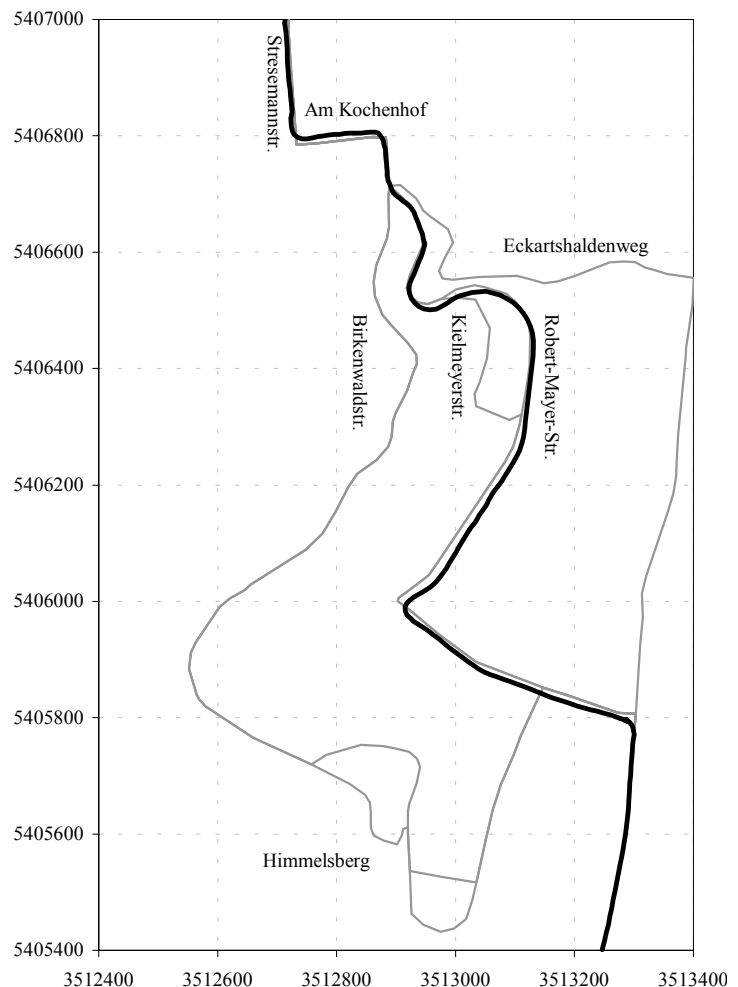 5407000
Stresemannstr.
Am Kochenhof
5406800
5406600
Eckartshaldenweg
Birkenwaldstr.
Kielmeyerstr.
Robert-Mayer-Str.
5406400
5406200
5406000
5405800
5405600
Himmelsberg
5405400
3512400 3512600 3512800 3513000 3513200 3513400